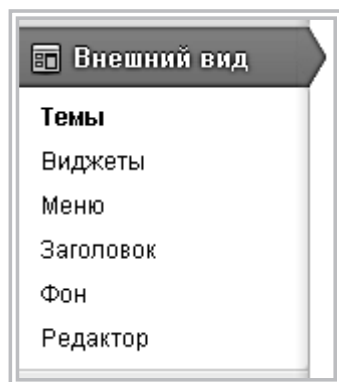 Внешний вид
Темы
Виджеты
Меню
Заголовок
Фон
Редактор